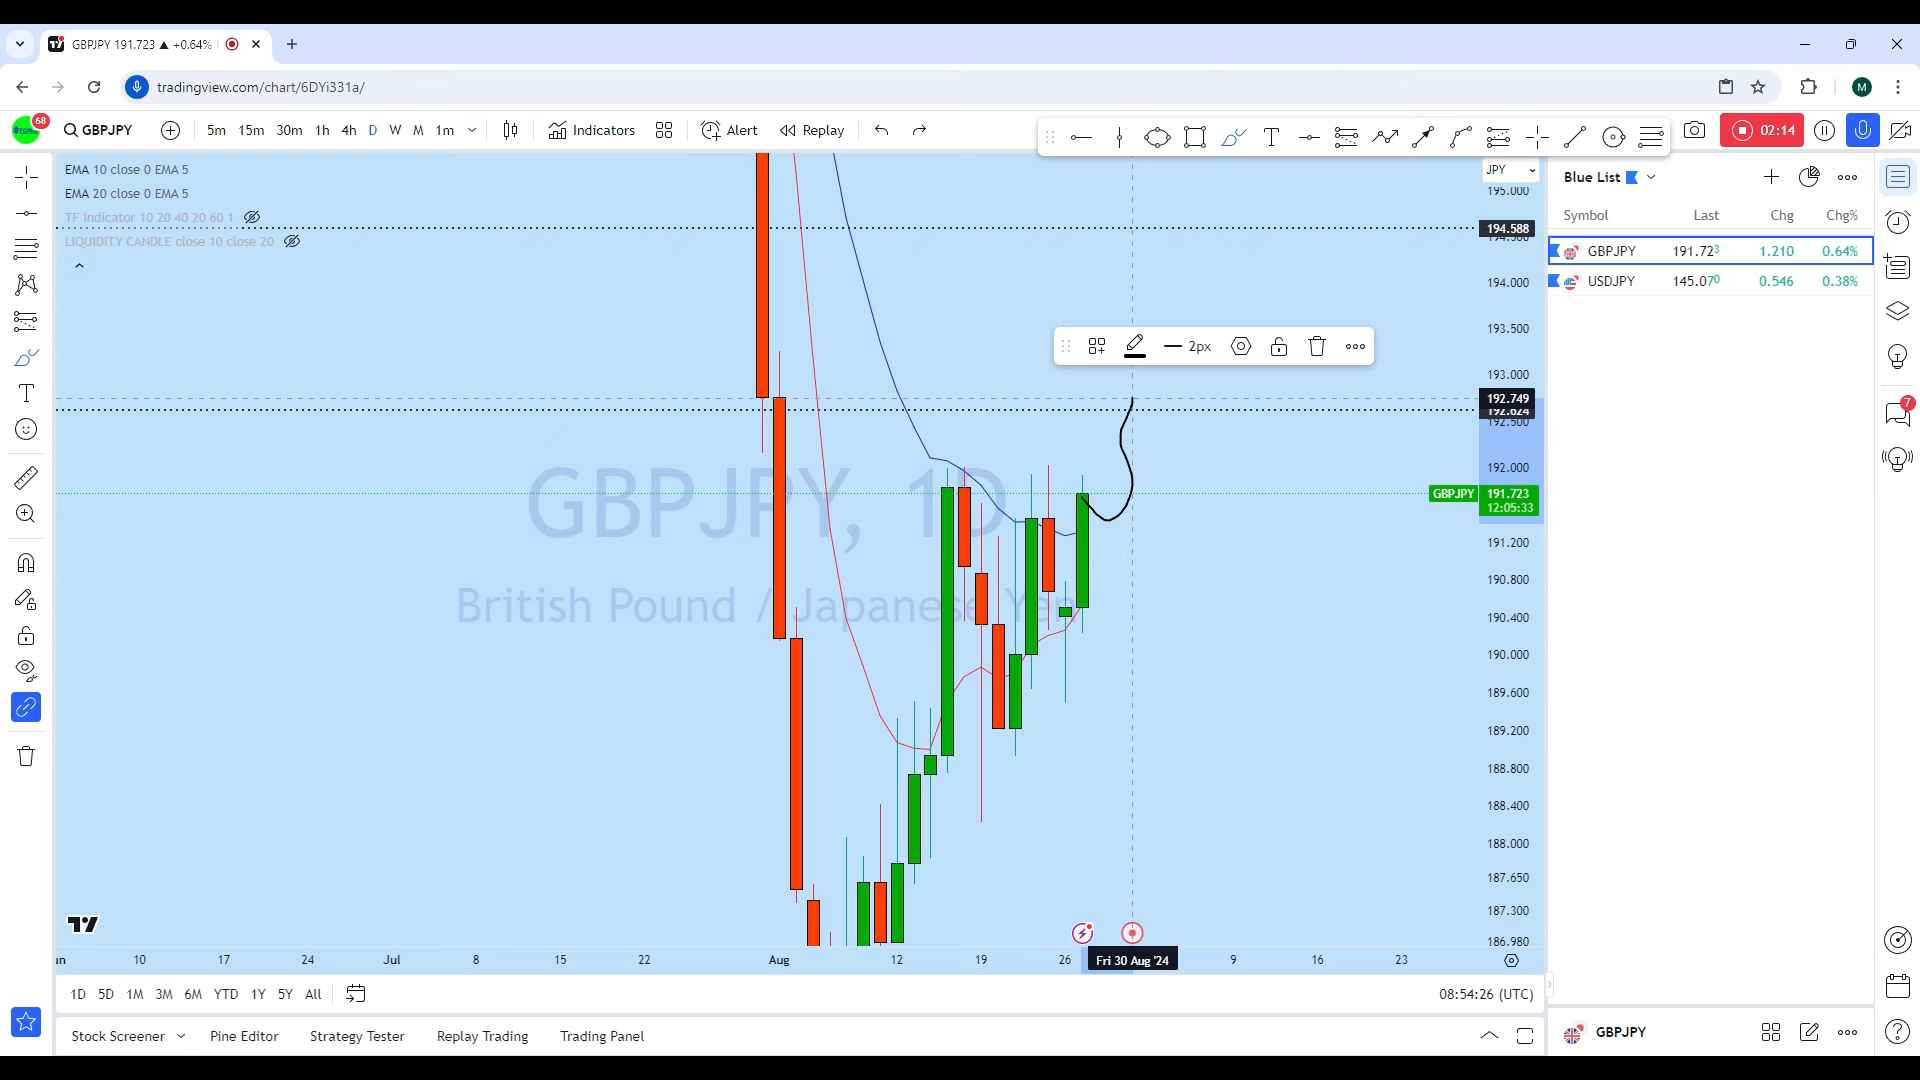 GBPJPY 191.723 ▲ +0.64%
tradingview.com/chart/6DYi331a/
M
68
GBPJPY
5m 15m 30m 1h 4h D W M 1m
Indicators
Alert
Replay
02:14
EMA 10 close 0 EMA 5
EMA 20 close 0 EMA 5
TF Indicator 10 20 40 20 60 1
LIQUIDITY CANDLE close 10 close 20
GBPJPY, 1D
British Pound / Japanese Yen
2px
JPY
195.000
194.588
194.000
193.500
193.000
192.749
192.624
192.500
192.000
GBPJPY 191.723
12:05:33
191.200
190.800
190.400
190.000
189.600
189.200
188.800
188.400
188.000
187.650
187.300
186.980
10 17 24 Jul 8 15 22 Aug 12 19 26 Fri 30 Aug '24 9 16 23
1D 5D 1M 3M 6M YTD 1Y 5Y All
08:54:26 (UTC)
Stock Screener Pine Editor Strategy Tester Replay Trading Trading Panel
Blue List
Symbol Last Chg Chg%
GBPJPY 191.723 1.210 0.64%
USDJPY 145.070 0.546 0.38%
7
GBPJPY